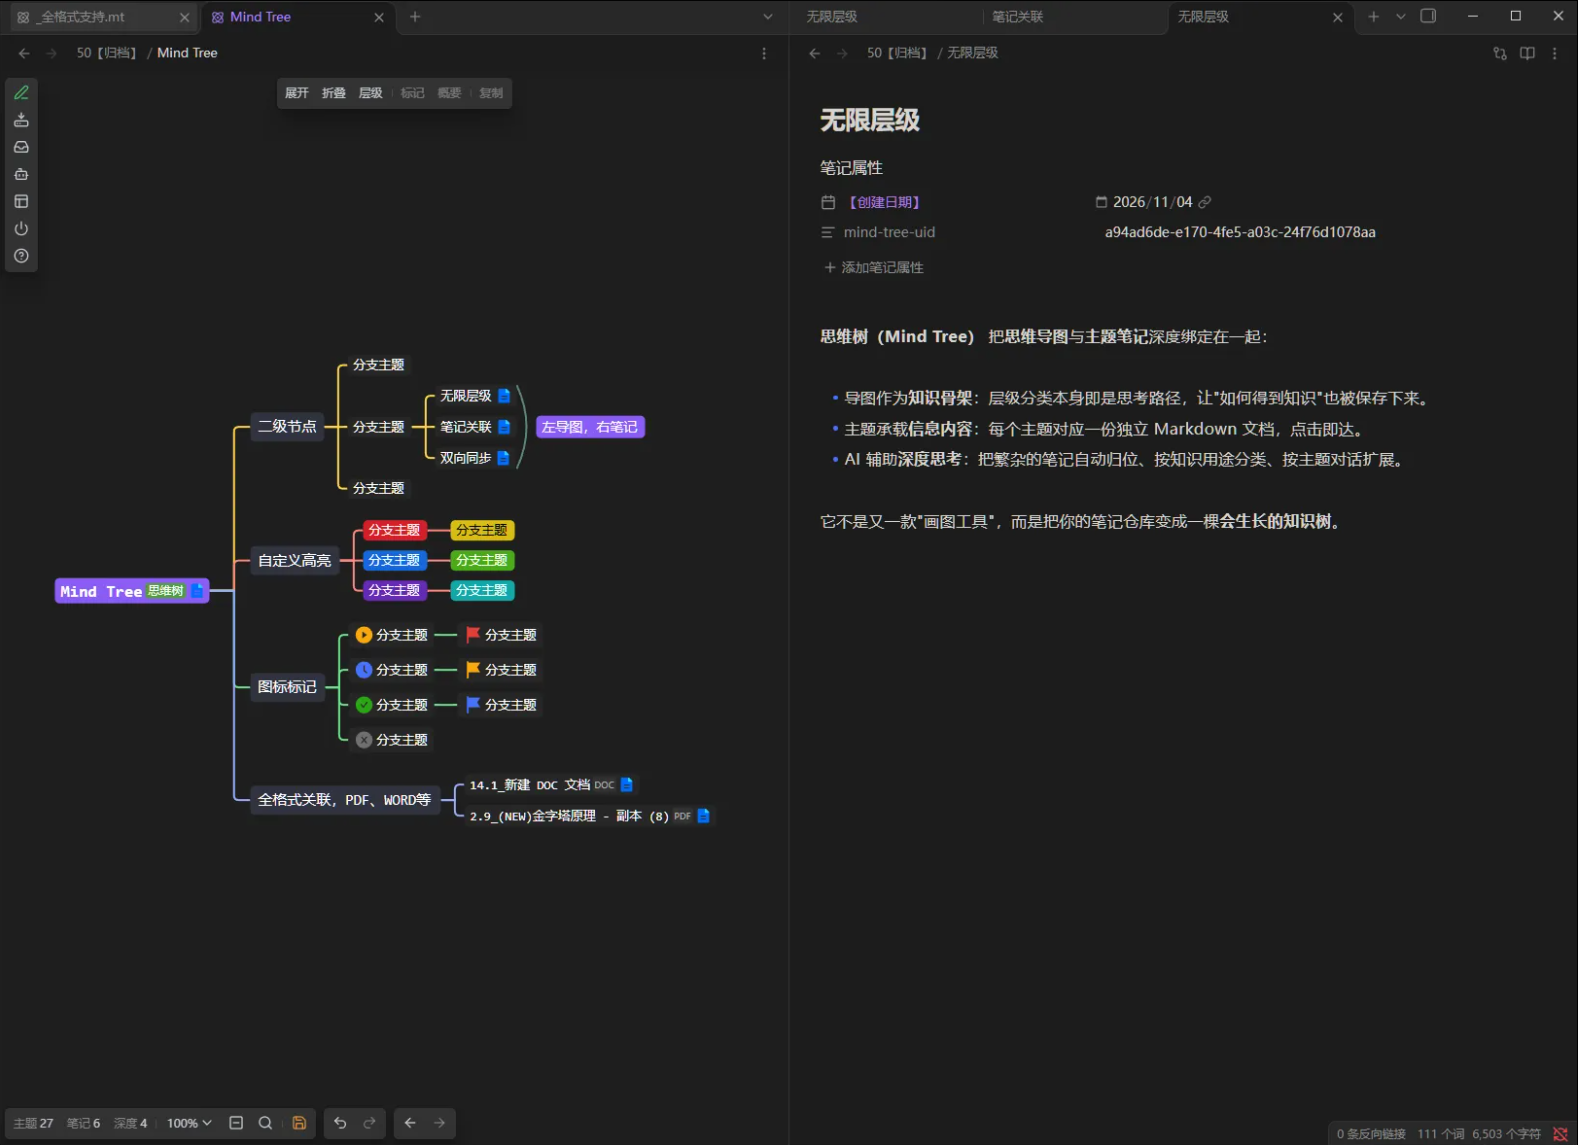 _全格式支持.mt
Mind Tree
无限层级
笔记关联
无限层级
50【归档】 / Mind Tree
50【归档】 / 无限层级
展开 折叠 层级 标记 概要 复制
无限层级
笔记属性
【创建日期】 2026/11/04
mind-tree-uid a94ad6de-e170-4fe5-a03c-24f76d1078aa
添加笔记属性
思维树（Mind Tree） 把思维导图与主题笔记深度绑定在一起：
• 导图作为知识骨架：层级分类本身即是思考路径，让"如何得到知识"也被保存下来。
• 主题承载信息内容：每个主题对应一份独立 Markdown 文档，点击即达。
• AI 辅助深度思考：把繁杂的笔记自动归位、按知识用途分类、按主题对话扩展。
它不是又一款"画图工具"，而是把你的笔记仓库变成一棵会生长的知识树。
Mind Tree 思维树
二级节点
分支主题
分支主题
无限层级
笔记关联
双向同步
左导图，右笔记
分支主题
自定义高亮
分支主题 分支主题
分支主题 分支主题
分支主题 分支主题
图标标记
分支主题 分支主题
分支主题 分支主题
分支主题 分支主题
分支主题
全格式关联，PDF、WORD等
14.1_新建 DOC 文档 DOC
2.9_(NEW)金字塔原理 - 副本 (8) PDF
主题 27 笔记 6 深度 4 100%
0 条反向链接 111 个词 6,503 个字符